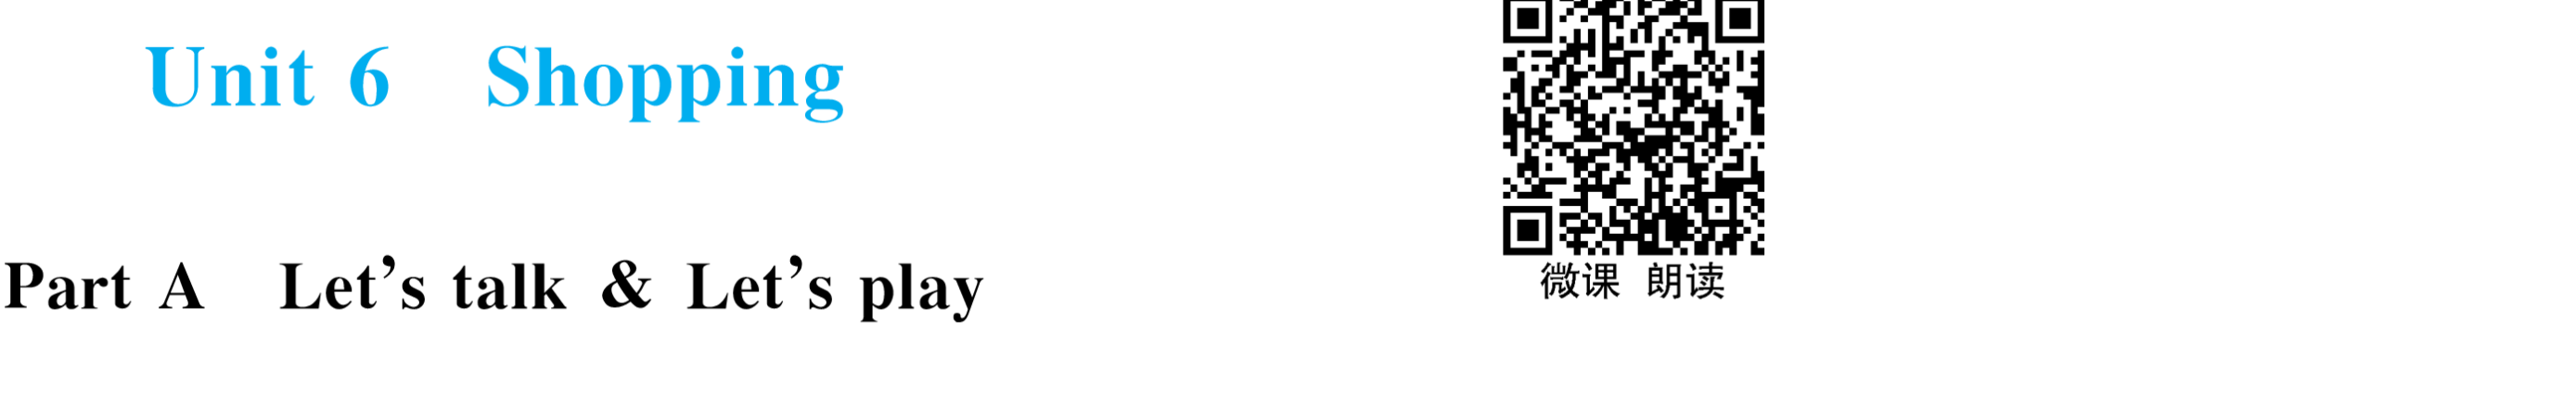 Unit 6 Shopping
微课 朗读
Part A Let’s talk & Let’s play